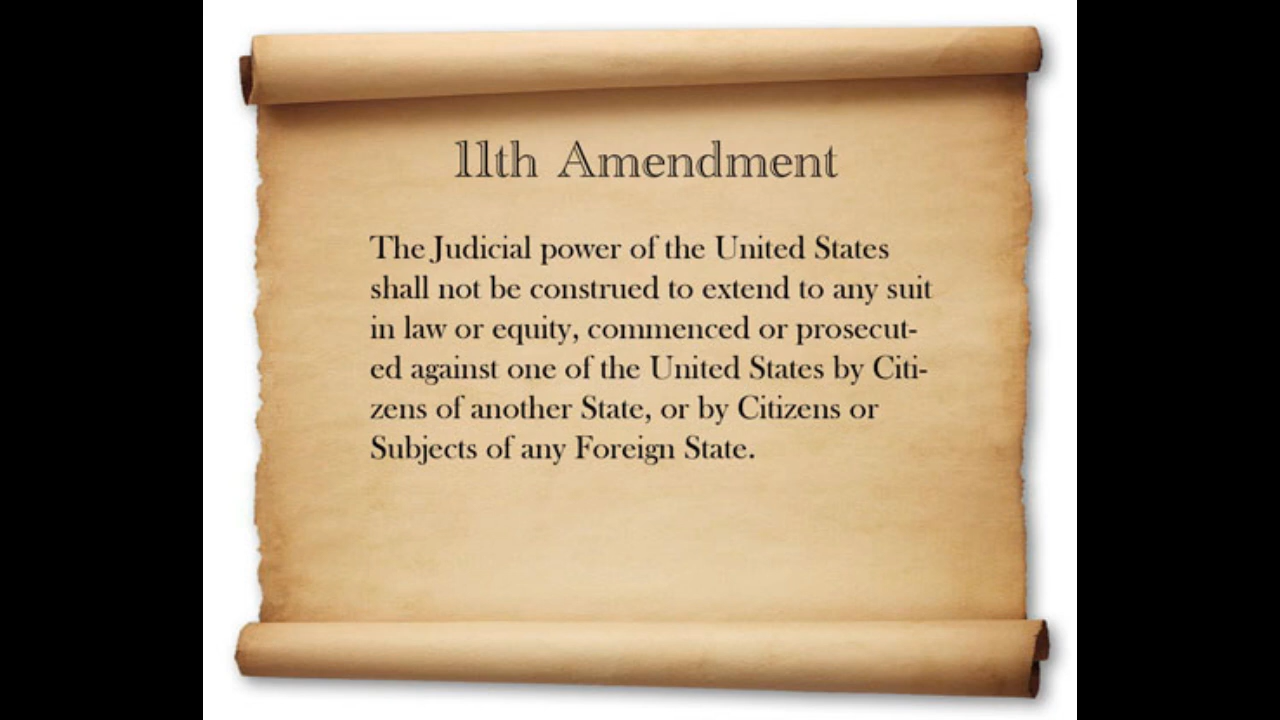 11th Amendment
The Judicial power of the United States
shall not be construed to extend to any suit
in law or equity, commenced or prosecut-
ed against one of the United States by Citi-
zens of another State, or by Citizens or
Subjects of any Foreign State.